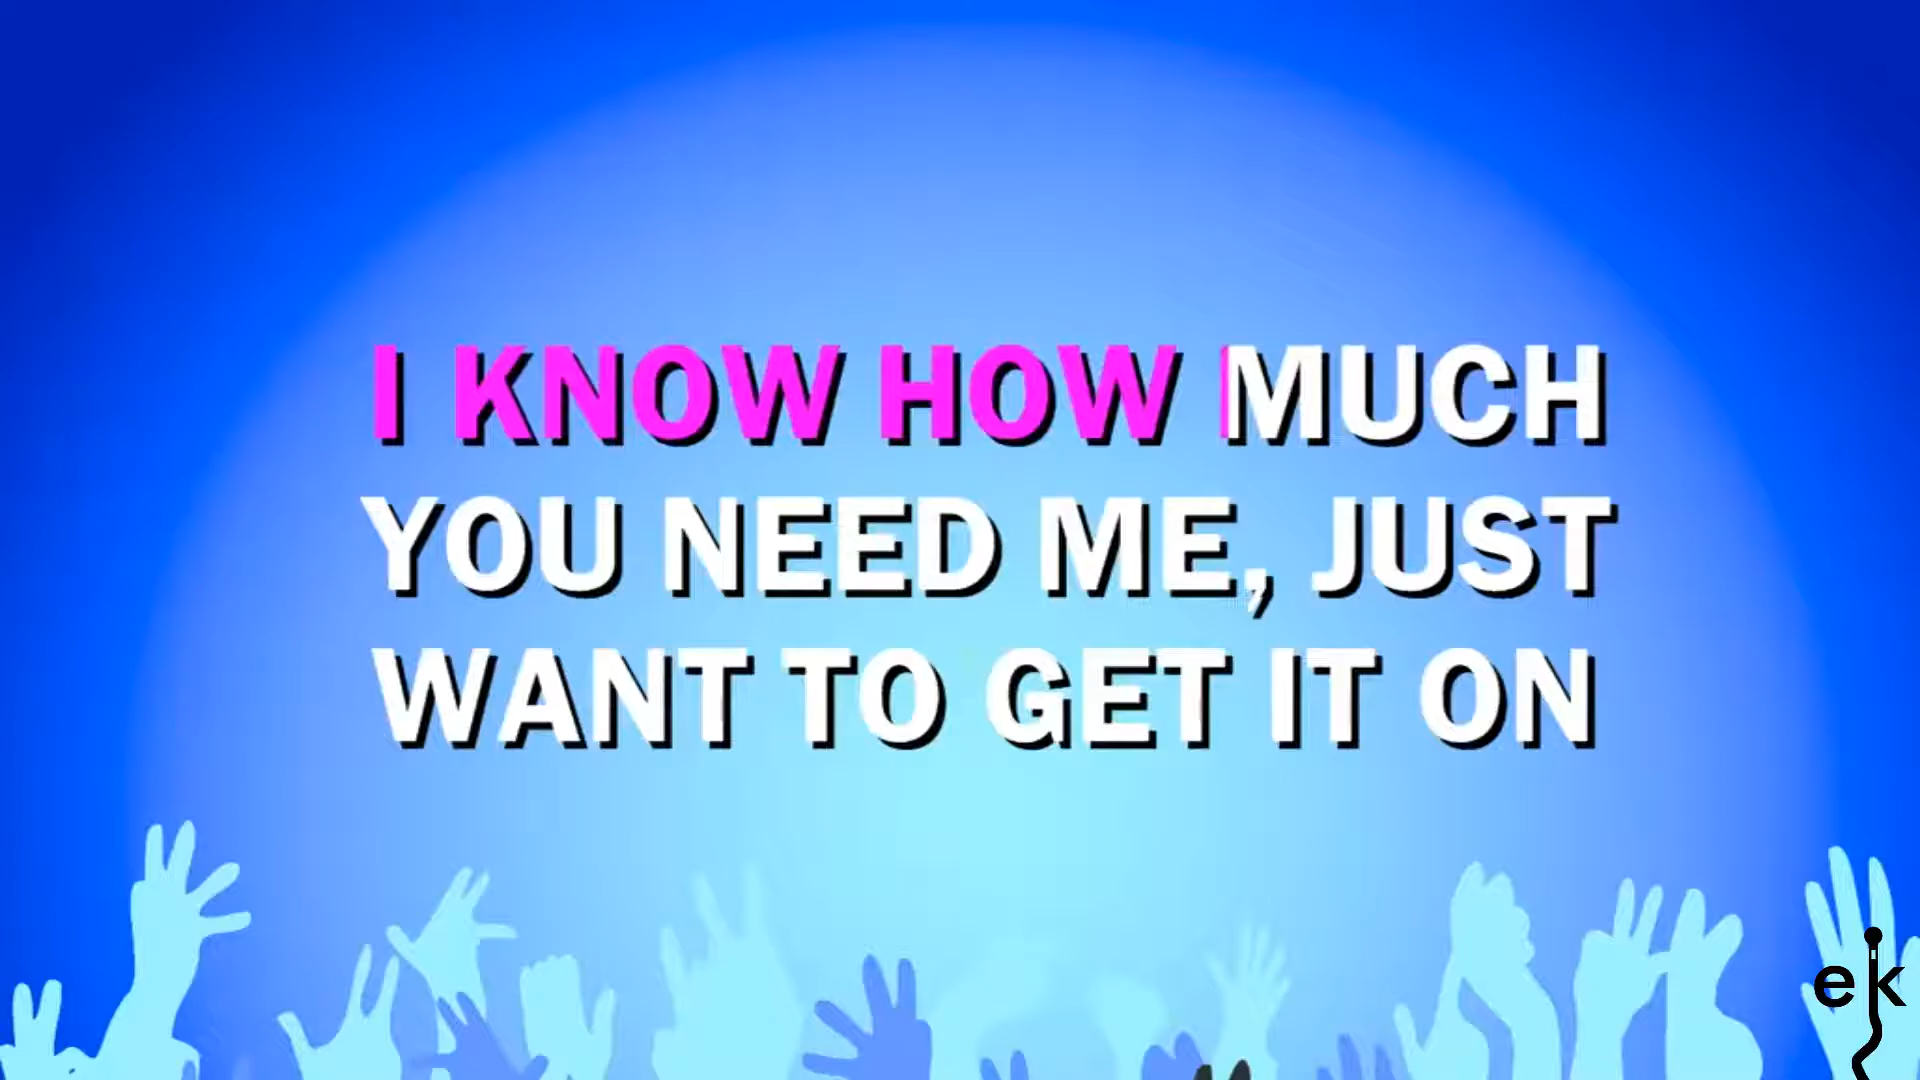 I KNOW HOW MUCH
YOU NEED ME, JUST
WANT TO GET IT ON
ek